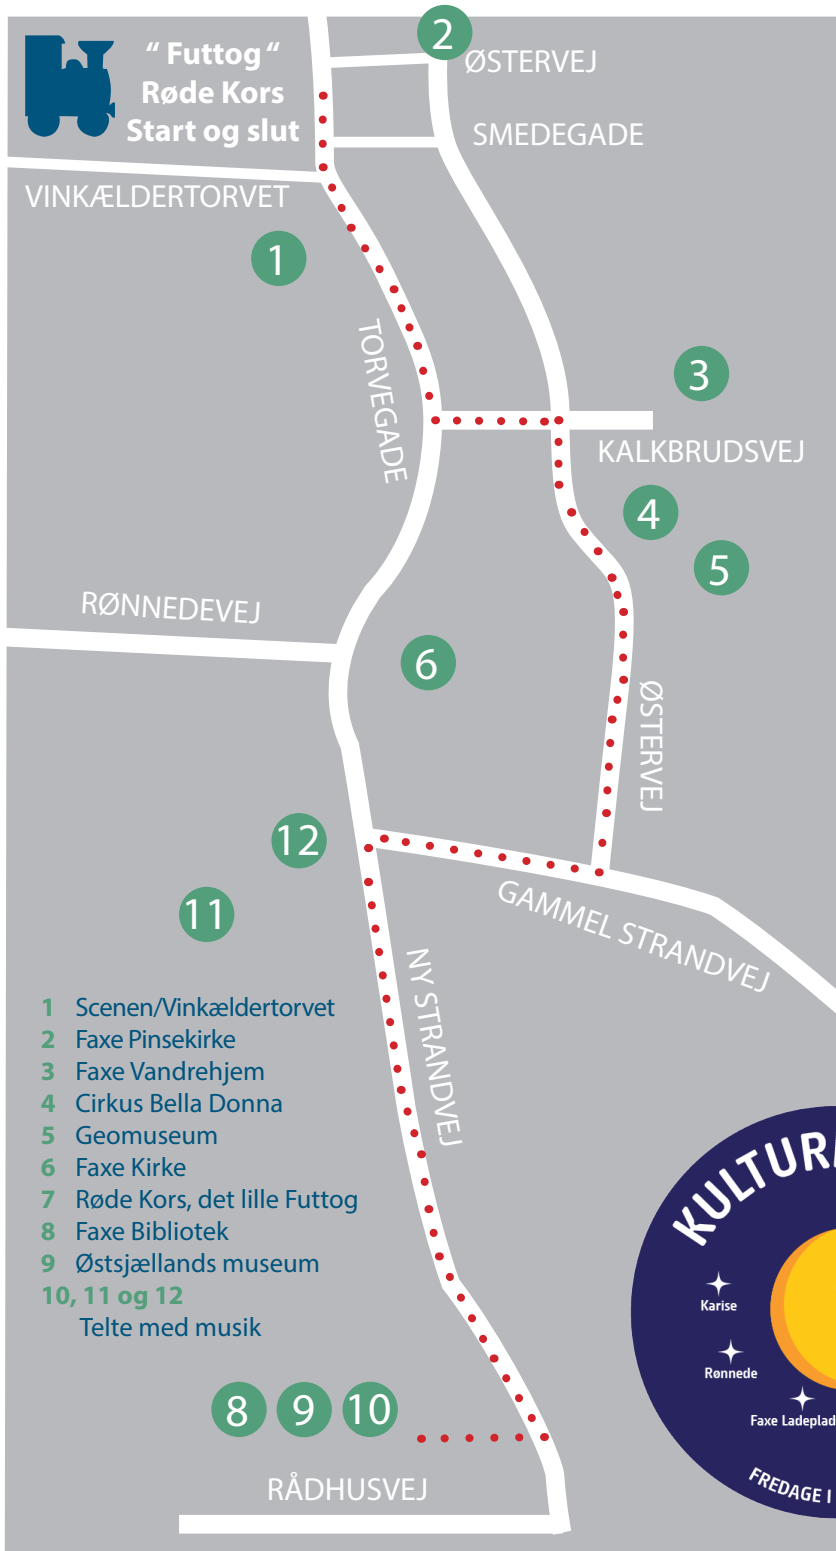 “ Futtog “
Røde Kors
Start og slut
2
ØSTERVEJ
SMEDEGADE
VINKÆLDERTORVET
1
TORVEGADE
3
KALKBRUDSVEJ
4
5
RØNNEDEVEJ
6
ØSTERVEJ
12
11
GAMMEL STRANDVEJ
NY STRANDVEJ
1 Scenen/Vinkældertorvet
2 Faxe Pinsekirke
3 Faxe Vandrehjem
4 Cirkus Bella Donna
5 Geomuseum
6 Faxe Kirke
7 Røde Kors, det lille Futtog
8 Faxe Bibliotek
9 Østsjællands museum
10, 11 og 12
Telte med musik
8 9 10
RÅDHUSVEJ
KULTUR
Karise
Rønnede
Faxe Ladeplad
FREDAGE I